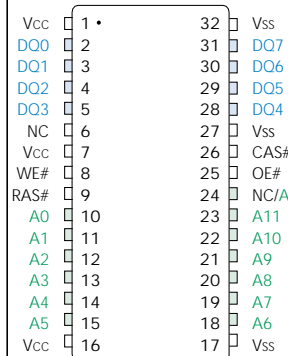 Vcc 1 • 32 Vss
DQ0 2 31 DQ7
DQ1 3 30 DQ6
DQ2 4 29 DQ5
DQ3 5 28 DQ4
NC 6 27 Vss
Vcc 7 26 CAS#
WE# 8 25 OE#
RAS# 9 24 NC/A
A0 10 23 A11
A1 11 22 A10
A2 12 21 A9
A3 13 20 A8
A4 14 19 A7
A5 15 18 A6
Vcc 16 17 Vss